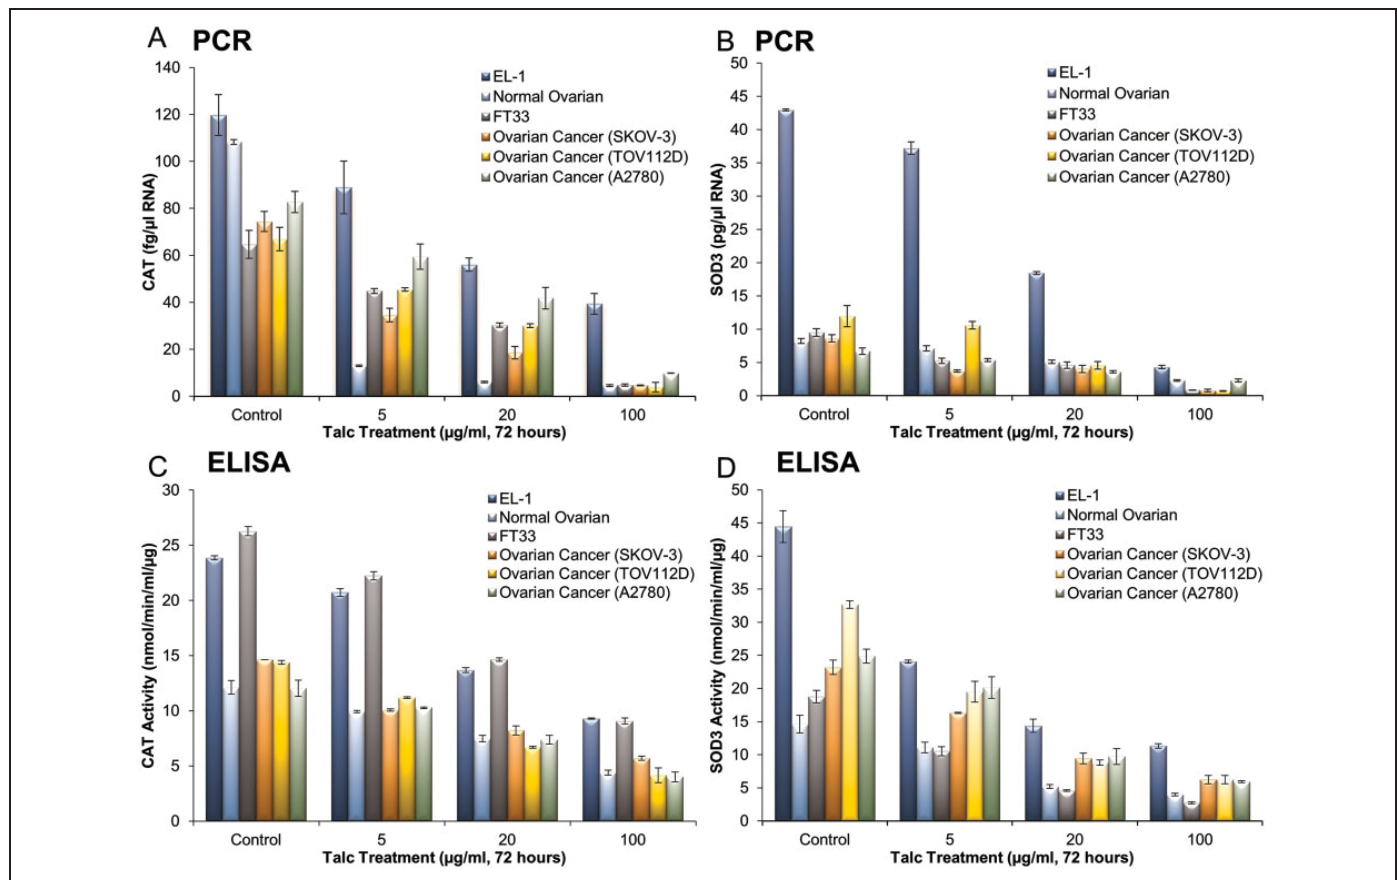 A PCR
CAT (fg/µl RNA)
140
120
100
80
60
40
20
0
EL-1
Normal Ovarian
FT33
Ovarian Cancer (SKOV-3)
Ovarian Cancer (TOV112D)
Ovarian Cancer (A2780)
Control 5 20 100
Talc Treatment (µg/ml, 72 hours)
B PCR
SOD3 (pg/µl RNA)
50
45
40
35
30
25
20
15
10
5
0
EL-1
Normal Ovarian
FT33
Ovarian Cancer (SKOV-3)
Ovarian Cancer (TOV112D)
Ovarian Cancer (A2780)
Control 5 20 100
Talc Treatment (µg/ml, 72 hours)
C ELISA
CAT Activity (nmol/min/ml/µg)
30
25
20
15
10
5
0
EL-1
Normal Ovarian
FT33
Ovarian Cancer (SKOV-3)
Ovarian Cancer (TOV112D)
Ovarian Cancer (A2780)
Control 5 20 100
Talc Treatment (µg/ml, 72 hours)
D ELISA
SOD3 Activity (nmol/min/ml/µg)
50
45
40
35
30
25
20
15
10
5
0
EL-1
Normal Ovarian
FT33
Ovarian Cancer (SKOV-3)
Ovarian Cancer (TOV112D)
Ovarian Cancer (A2780)
Control 5 20 100
Talc Treatment (µg/ml, 72 hours)